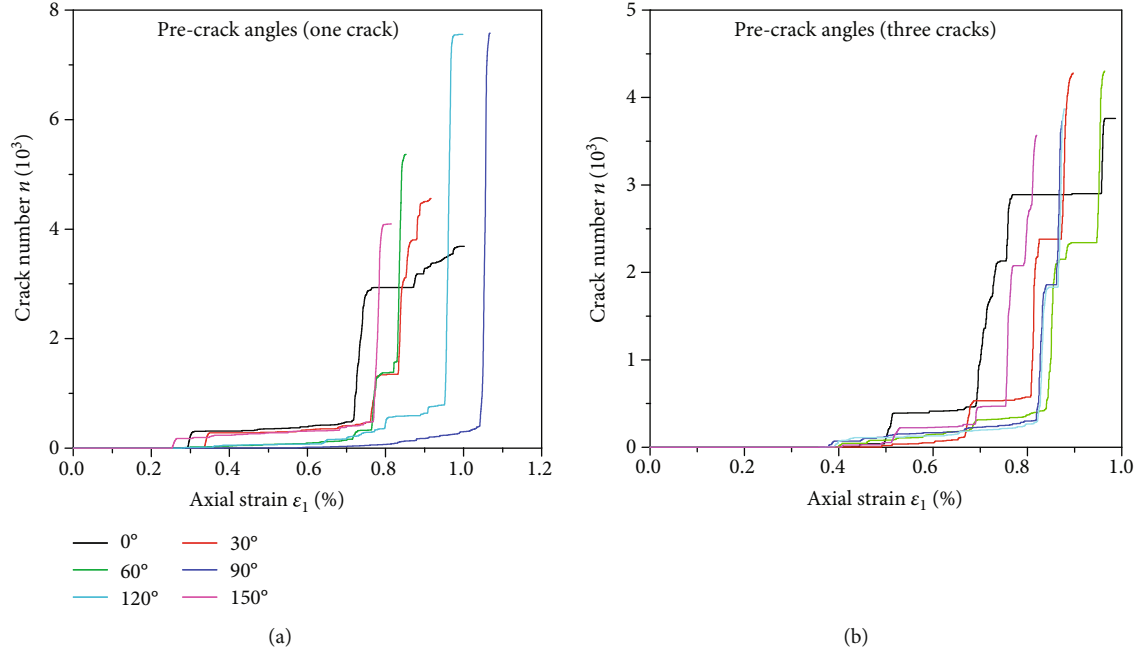 Pre-crack angles (one crack)
8
6
4
2
0
Crack number n (10³)
0.0 0.2 0.4 0.6 0.8 1.0 1.2
Axial strain ε₁ (%)
0° 30°
60° 90°
120° 150°
(a)
Pre-crack angles (three cracks)
5
4
3
2
1
0
Crack number n (10³)
0.0 0.2 0.4 0.6 0.8 1.0
Axial strain ε₁ (%)
(b)